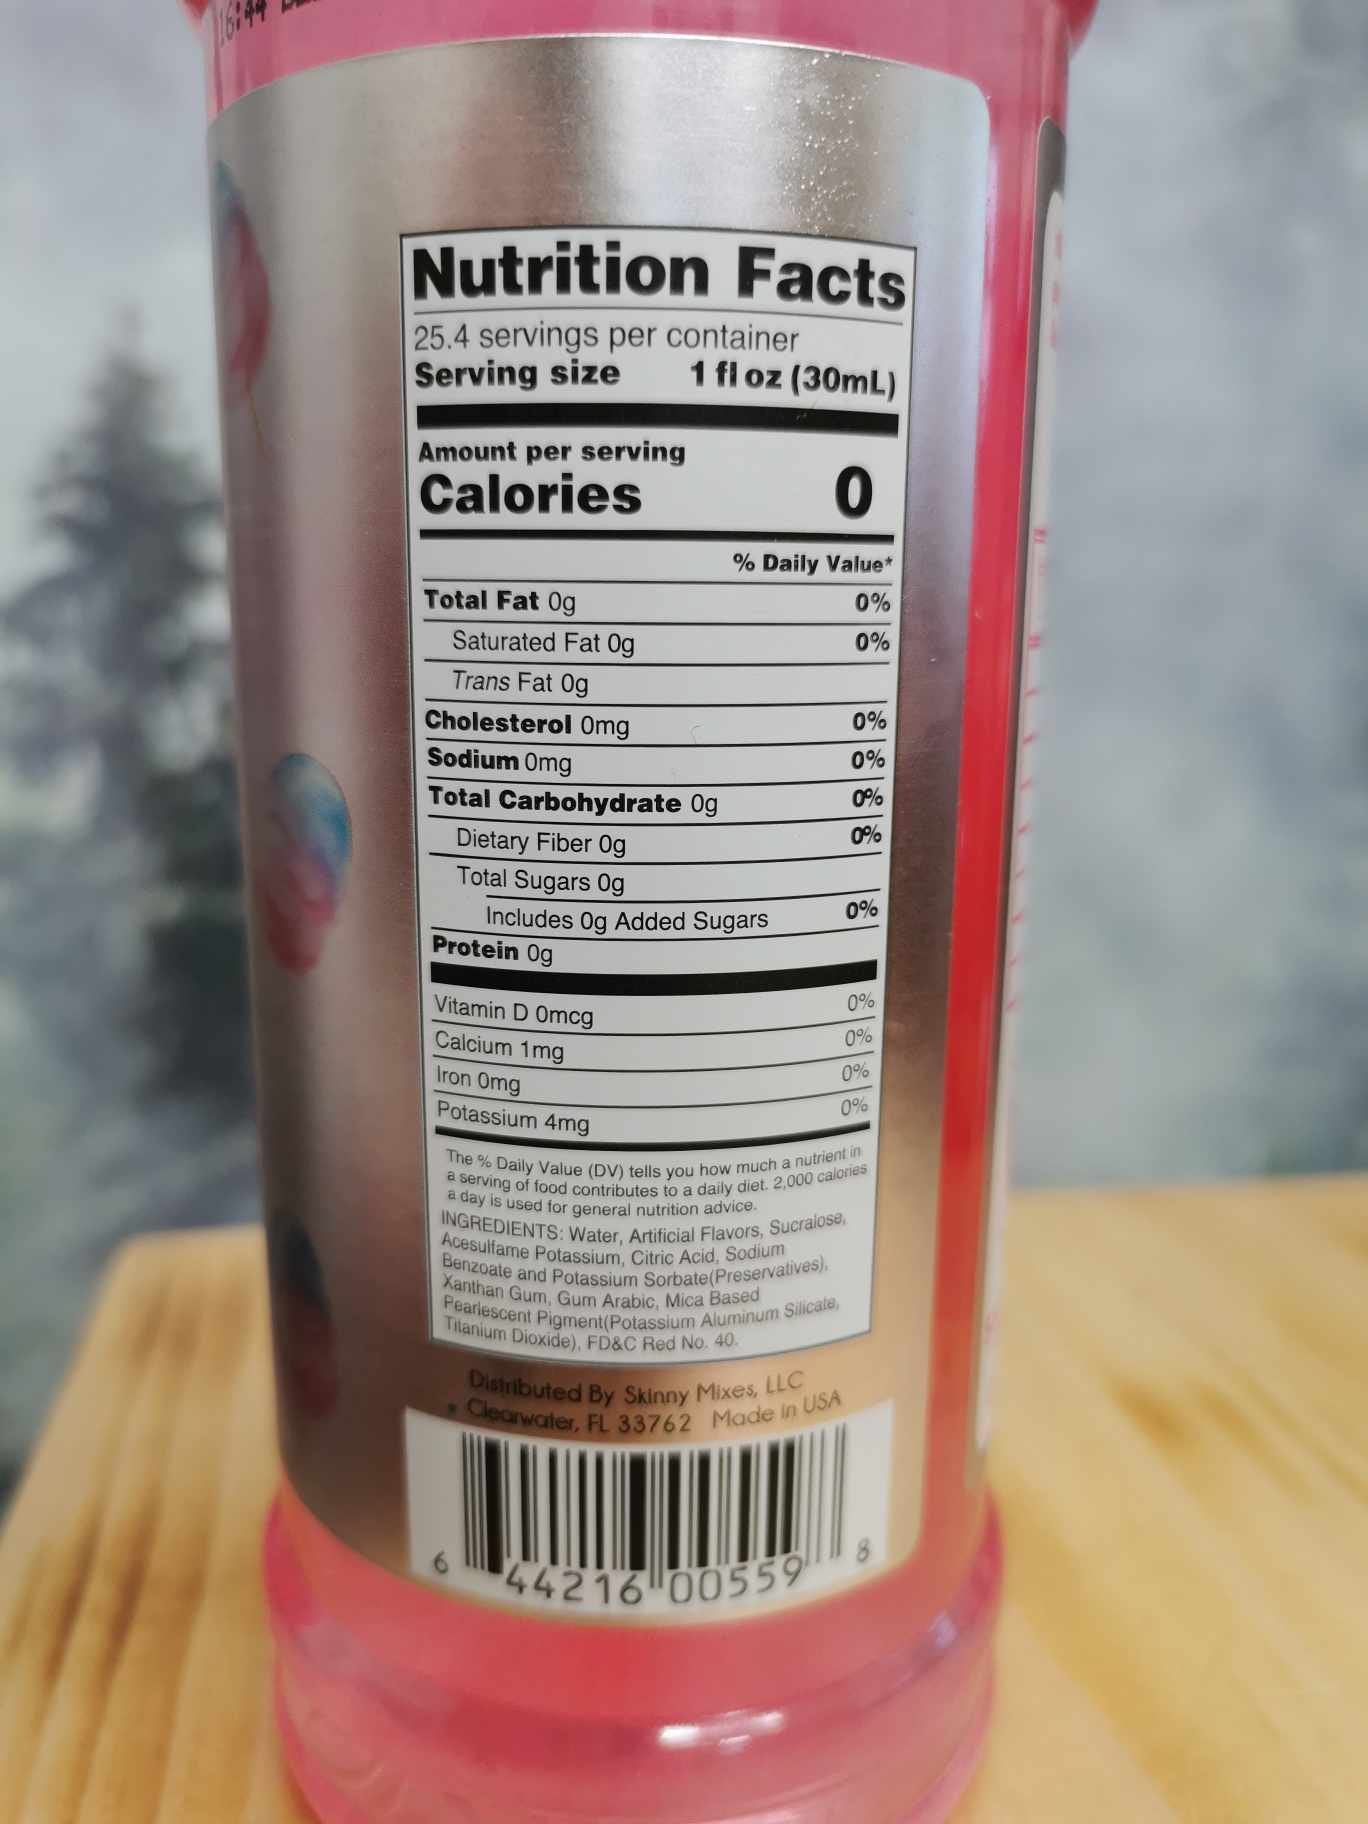 16:44
Nutrition Facts
25.4 servings per container
Serving size 1 fl oz (30mL)
Amount per serving
Calories 0
% Daily Value*
Total Fat 0g 0%
Saturated Fat 0g 0%
Trans Fat 0g
Cholesterol 0mg 0%
Sodium 0mg 0%
Total Carbohydrate 0g 0%
Dietary Fiber 0g 0%
Total Sugars 0g
Includes 0g Added Sugars 0%
Protein 0g
Vitamin D 0mcg 0%
Calcium 1mg 0%
Iron 0mg 0%
Potassium 4mg 0%
The % Daily Value (DV) tells you how much a nutrient in
a serving of food contributes to a daily diet. 2,000 calories
a day is used for general nutrition advice.
INGREDIENTS: Water, Artificial Flavors, Sucralose,
Acesulfame Potassium, Citric Acid, Sodium
Benzoate and Potassium Sorbate(Preservatives),
Xanthan Gum, Gum Arabic, Mica Based
Pearlescent Pigment(Potassium Aluminum Silicate,
Titanium Dioxide), FD&C Red No. 40.
Distributed By Skinny Mixes, LLC
Clearwater, FL 33762 Made in USA
6 44216 00559 8